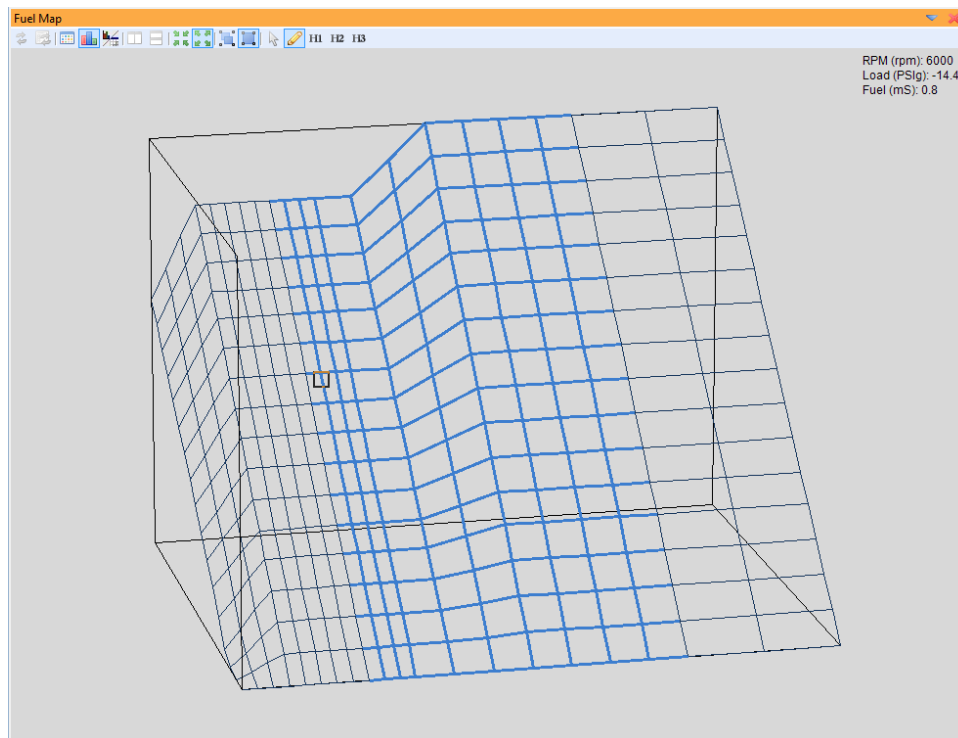 Fuel Map
H1 H2 H3
RPM (rpm): 6000
Load (PSIg): -14.4
Fuel (mS): 0.8